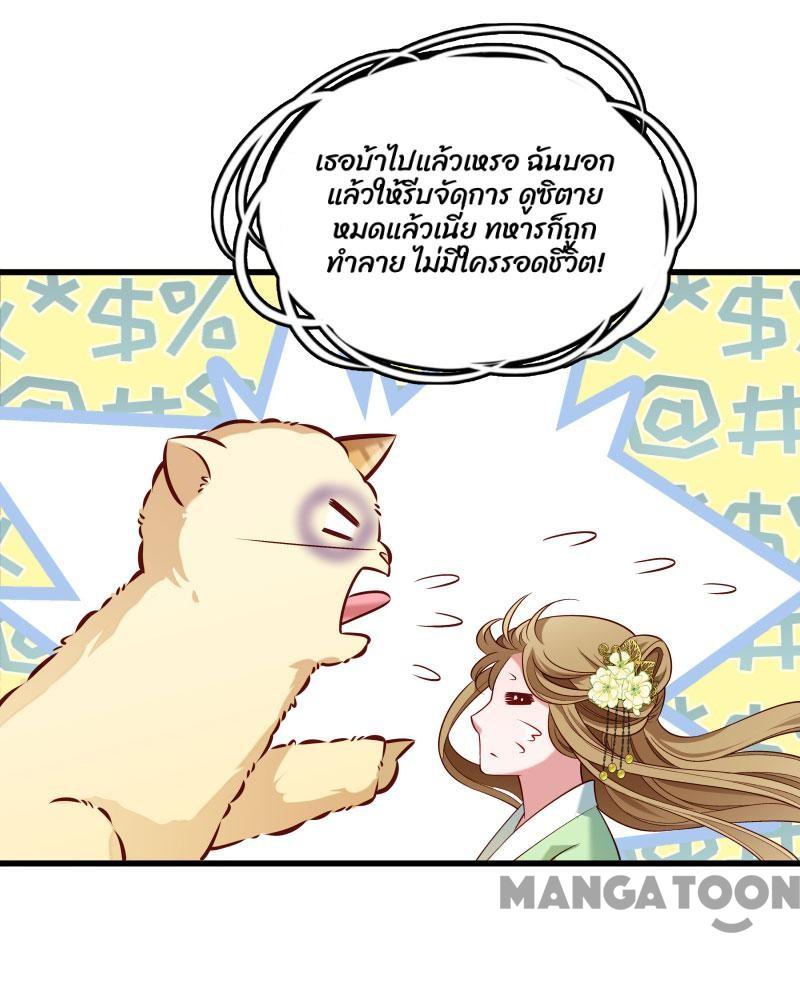 เธอบ้าไปแล้วเหรอ ฉันบอก
แล้วให้รีบจัดการ ดูซิตาย
หมดแล้วเนี่ย ทหารก็ถูก
ทำลาย ไม่มีใครรอดชีวิต!
*$%
@#$
*$%
@#
MANGATOON